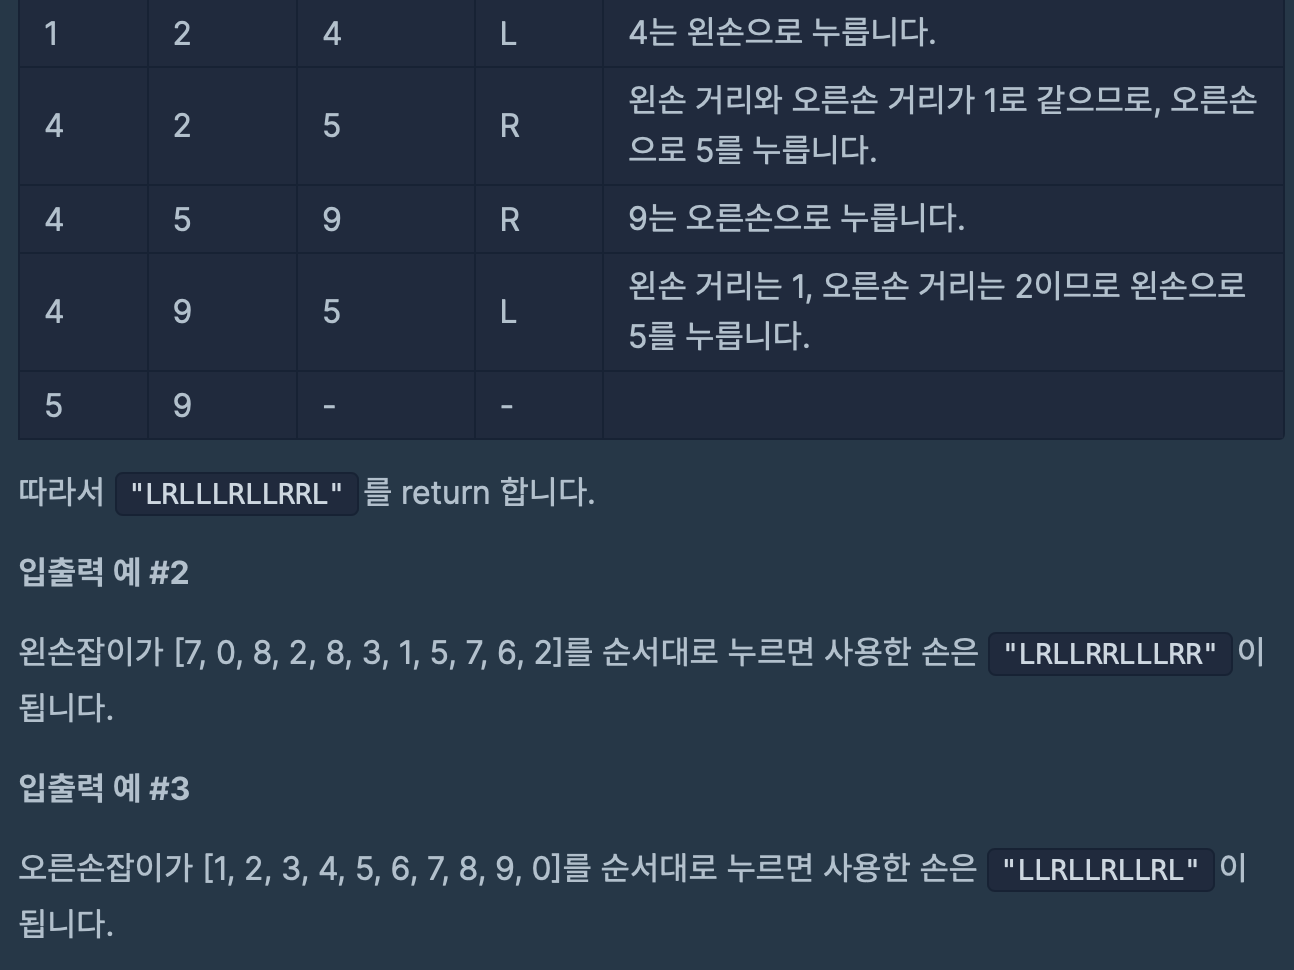 1 2 4 L 4는 왼손으로 누릅니다.
4 2 5 R 왼손 거리와 오른손 거리가 1로 같으므로, 오른손
으로 5를 누릅니다.
4 5 9 R 9는 오른손으로 누릅니다.
4 9 5 L 왼손 거리는 1, 오른손 거리는 2이므로 왼손으로
5를 누릅니다.
5 9 - -
따라서 "LRLLLRLLRRL" 를 return 합니다.
입출력 예 #2
왼손잡이가 [7, 0, 8, 2, 8, 3, 1, 5, 7, 6, 2]를 순서대로 누르면 사용한 손은 "LRLLRRLLLRR" 이
됩니다.
입출력 예 #3
오른손잡이가 [1, 2, 3, 4, 5, 6, 7, 8, 9, 0]를 순서대로 누르면 사용한 손은 "LLRLLRLLRL" 이
됩니다.